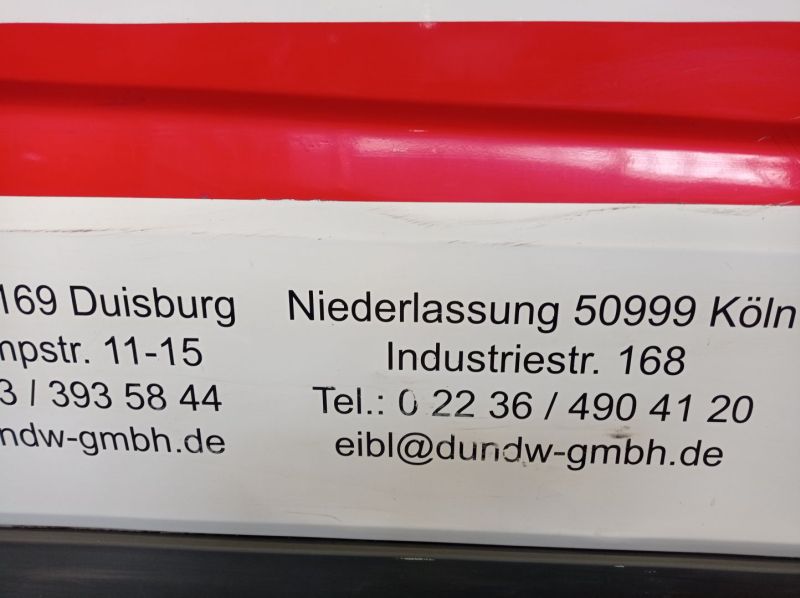 169 Duisburg
mpstr. 11-15
3 / 393 58 44
ndw-gmbh.de
Niederlassung 50999 Köln
Industriestr. 168
Tel.: 0 22 36 / 490 41 20
eibl@dundw-gmbh.de